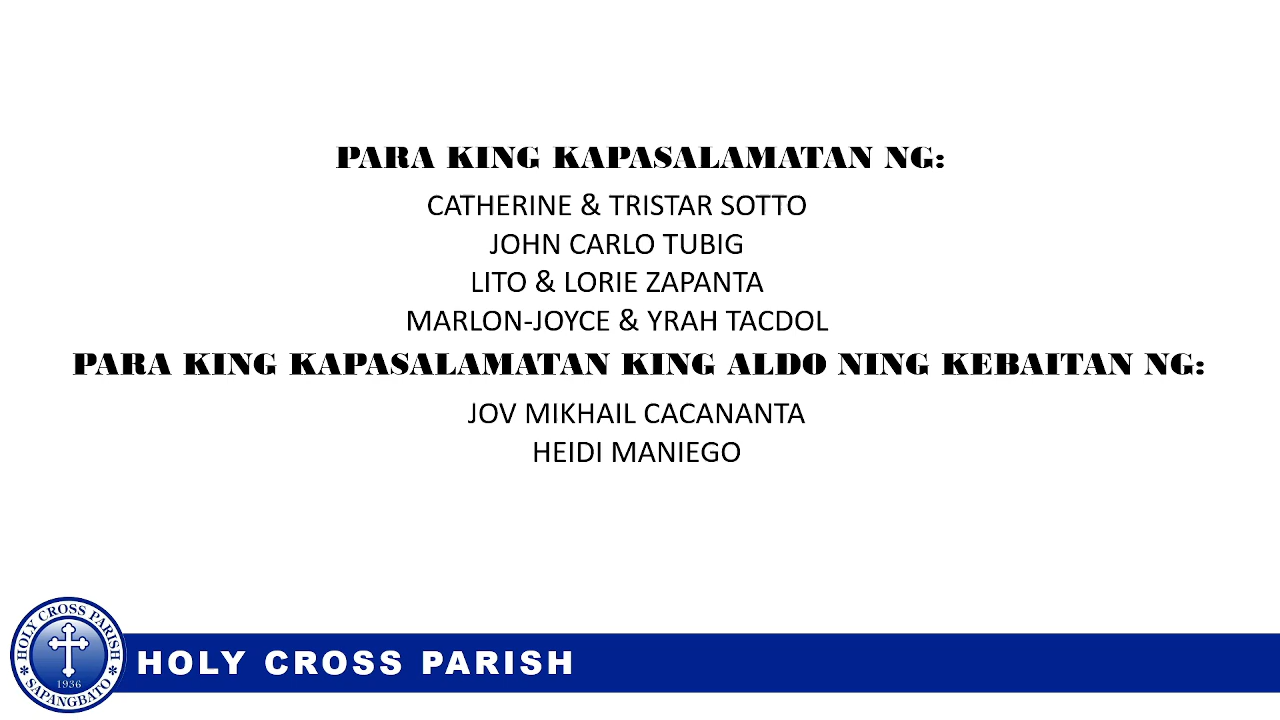 PARA KING KAPASALAMATAN NG:
CATHERINE & TRISTAR SOTTO
JOHN CARLO TUBIG
LITO & LORIE ZAPANTA
MARLON-JOYCE & YRAH TACDOL
PARA KING KAPASALAMATAN KING ALDO NING KEBAITAN NG:
JOV MIKHAIL CACANANTA
HEIDI MANIEGO
HOLY CROSS PARISH
1936
SAPANGBATO
HOLY CROSS PARISH